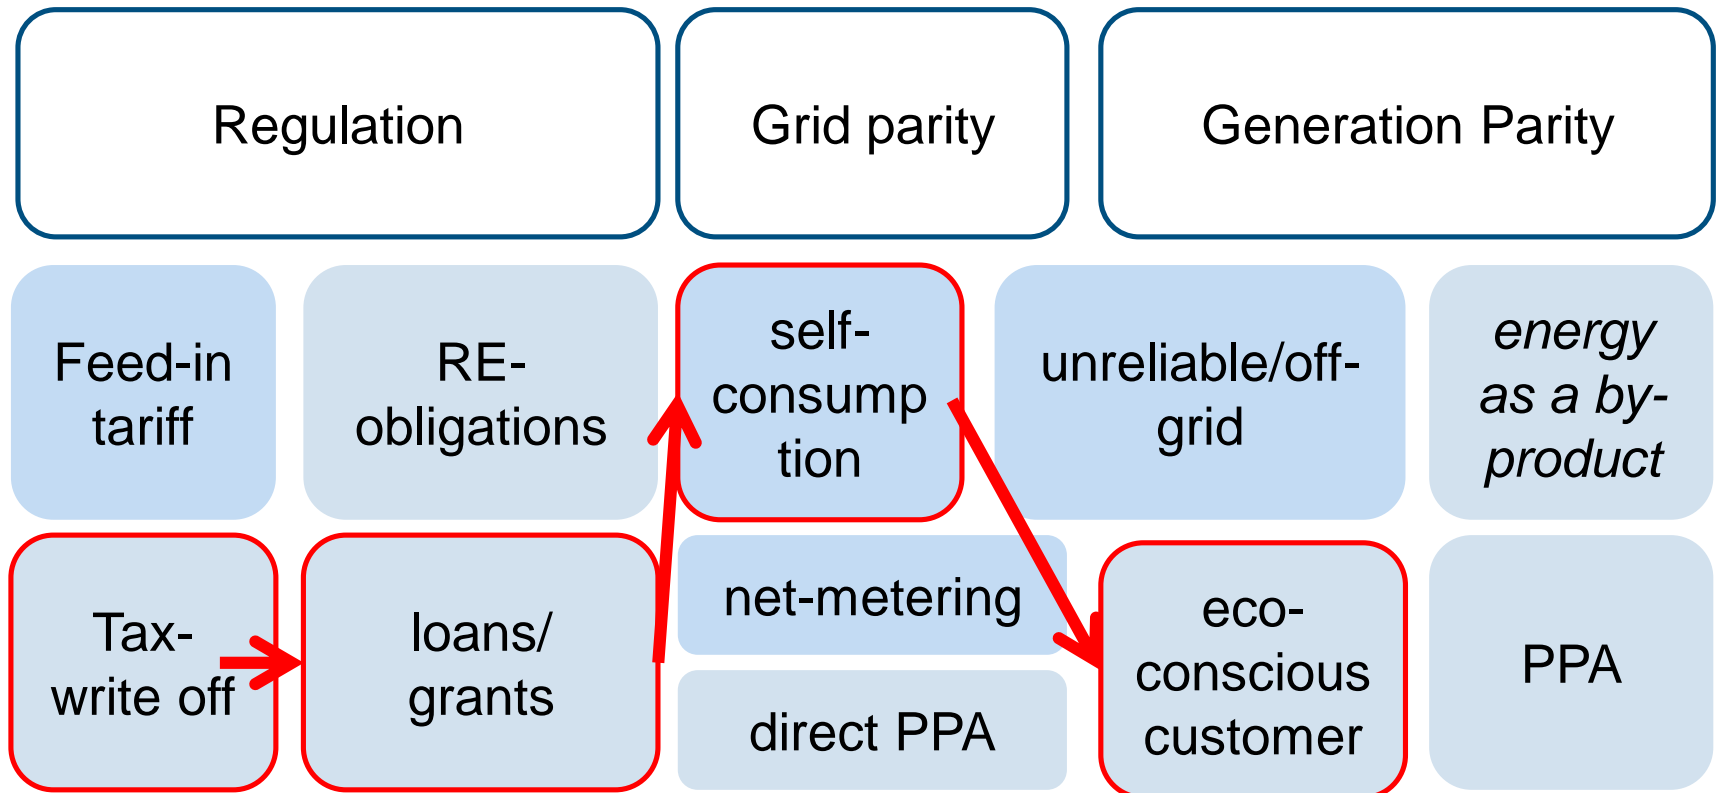 Regulation
Grid parity
Generation Parity
Feed-in
tariff
RE-
obligations
self-
consump
tion
unreliable/off-
grid
energy
as a by-
product
Tax-
write off
loans/
grants
net-metering
direct PPA
eco-
conscious
customer
PPA